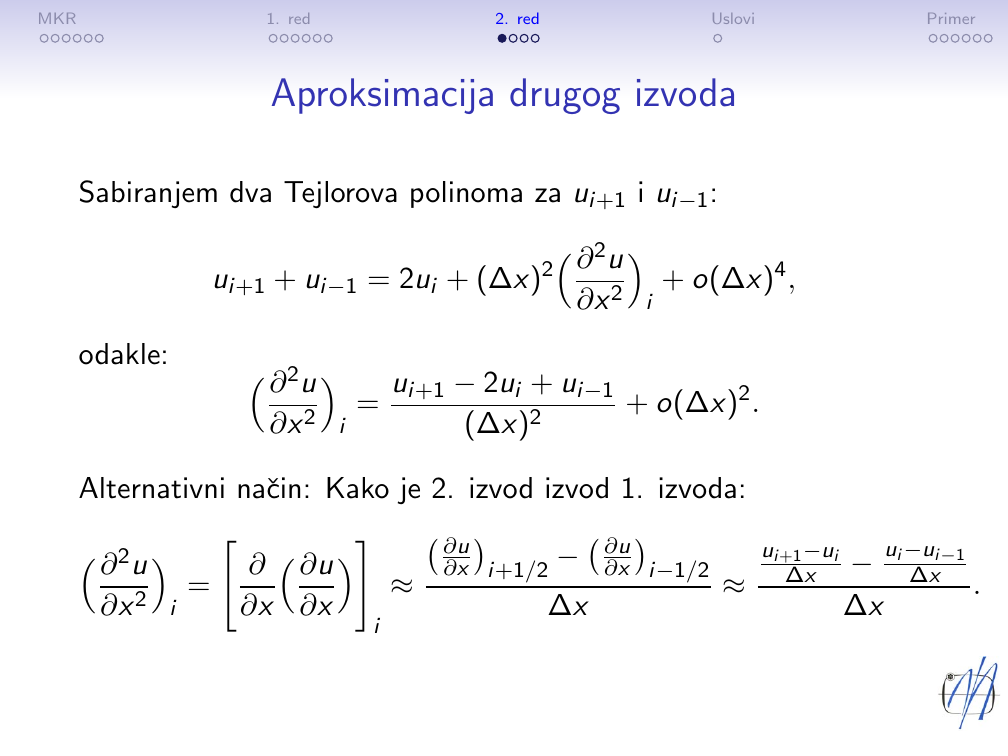 MKR 1. red 2. red Uslovi Primer
Aproksimacija drugog izvoda
Sabiranjem dva Tejlorova polinoma za $u_{i+1}$ i $u_{i-1}$:
$u_{i+1} + u_{i-1} = 2u_i + (\Delta x)^2 \left( \frac{\partial^2 u}{\partial x^2} \right)_i + o(\Delta x)^4,$
odakle:
$\left( \frac{\partial^2 u}{\partial x^2} \right)_i = \frac{u_{i+1} - 2u_i + u_{i-1}}{(\Delta x)^2} + o(\Delta x)^2.$
Alternativni način: Kako je 2. izvod izvod 1. izvoda:
$\left( \frac{\partial^2 u}{\partial x^2} \right)_i = \left[ \frac{\partial}{\partial x} \left( \frac{\partial u}{\partial x} \right) \right]_i \approx \frac{\left( \frac{\partial u}{\partial x} \right)_{i+1/2} - \left( \frac{\partial u}{\partial x} \right)_{i-1/2}}{\Delta x} \approx \frac{\frac{u_{i+1} - u_i}{\Delta x} - \frac{u_i - u_{i-1}}{\Delta x}}{\Delta x}.$